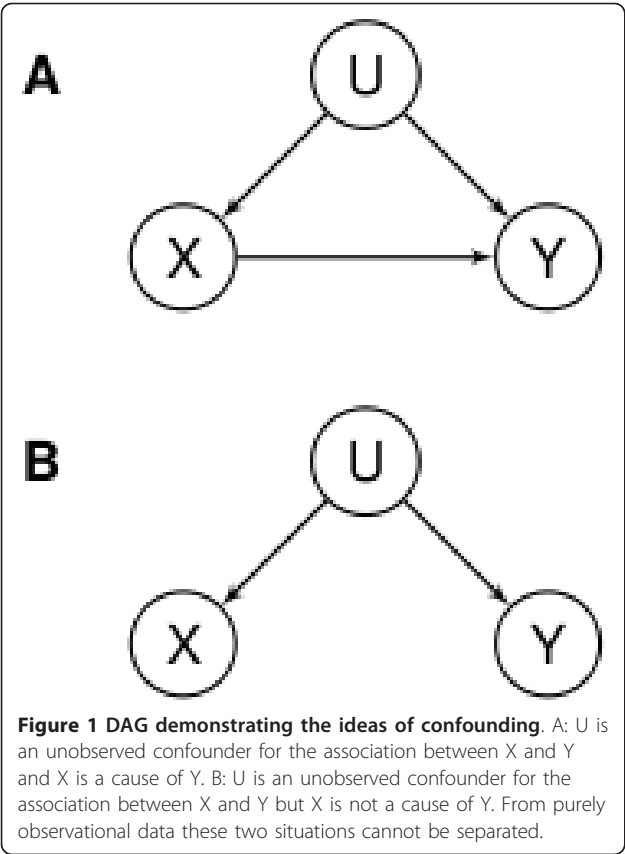 A
U
X
Y
B
U
X
Y
Figure 1 DAG demonstrating the ideas of confounding. A: U is
an unobserved confounder for the association between X and Y
and X is a cause of Y. B: U is an unobserved confounder for the
association between X and Y but X is not a cause of Y. From purely
observational data these two situations cannot be separated.